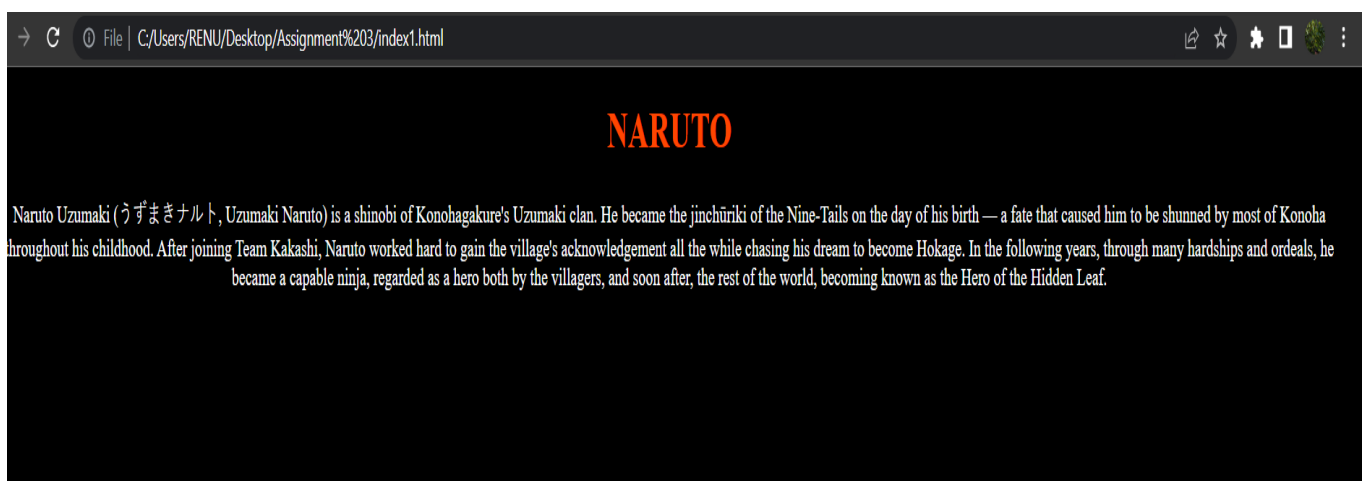 File | C:/Users/RENU/Desktop/Assignment%203/index1.html
NARUTO
Naruto Uzumaki (うずまきナルト, Uzumaki Naruto) is a shinobi of Konohagakure's Uzumaki clan. He became the jinchūriki of the Nine-Tails on the day of his birth — a fate that caused him to be shunned by most of Konoha
throughout his childhood. After joining Team Kakashi, Naruto worked hard to gain the village's acknowledgement all the while chasing his dream to become Hokage. In the following years, through many hardships and ordeals, he
became a capable ninja, regarded as a hero both by the villagers, and soon after, the rest of the world, becoming known as the Hero of the Hidden Leaf.